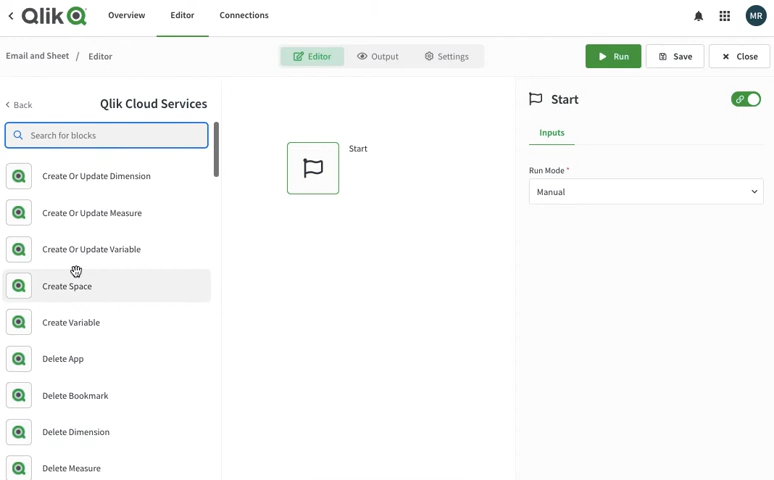 Qlik Overview Editor Connections MR
Email and Sheet / Editor Editor Output Settings Run Save Close
Back Qlik Cloud Services
Search for blocks
Create Or Update Dimension
Create Or Update Measure
Create Or Update Variable
Create Space
Create Variable
Delete App
Delete Bookmark
Delete Dimension
Delete Measure
Start
Start
Inputs
Run Mode *
Manual